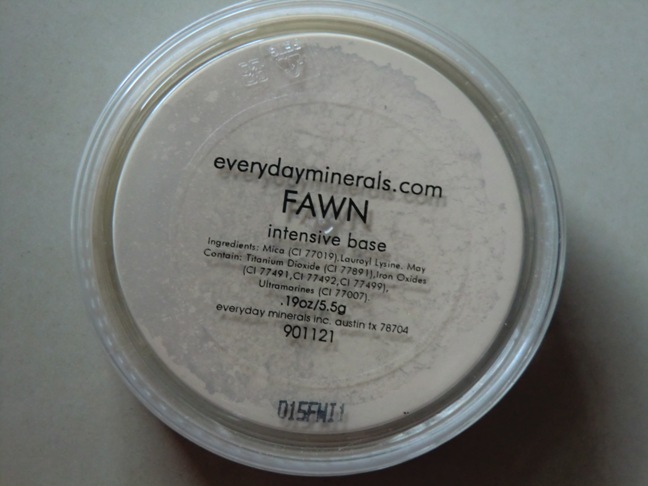 everydayminerals.com
FAWN
intensive base
Ingredients: Mica (CI 77019),Lauroyl Lysine. May
Contain: Titanium Dioxide (CI 77891),Iron Oxides
(CI 77491,CI 77492,CI 77499),
Ultramarines (CI 77007).
.19oz/5.5g
everyday minerals inc. austin tx 78704
901121